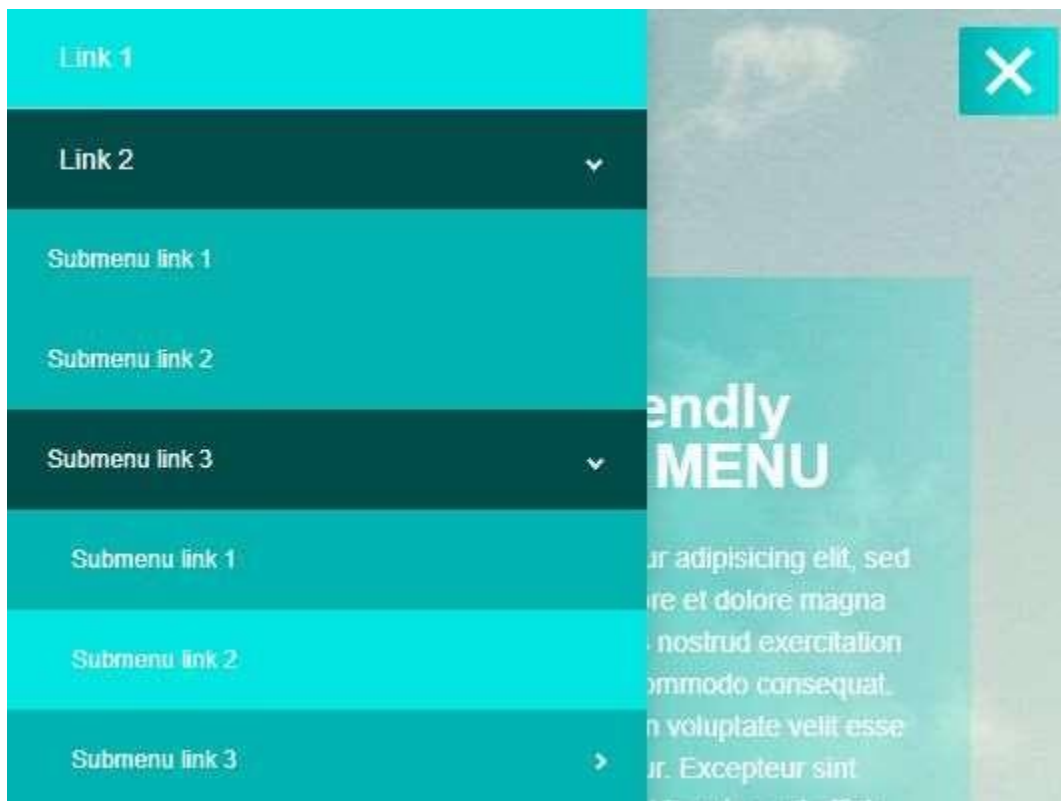 Link 1
Link 2
Submenu link 1
Submenu link 2
Submenu link 3
Submenu link 1
Submenu link 2
Submenu link 3
endly
MENU
ur adipisicing elit, sed
re et dolore magna
nostrud exercitation
ommodo consequat.
n voluptate velit esse
ur. Excepteur sint